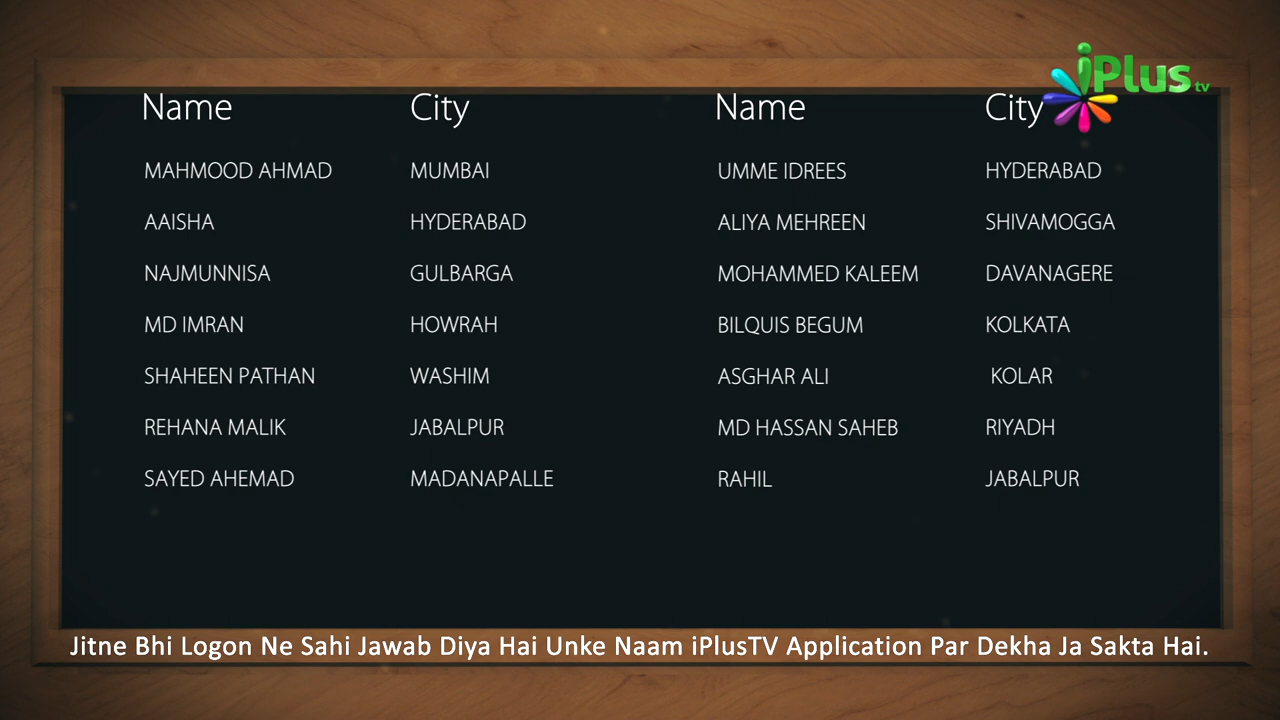 iPlus tv
Name City Name City
MAHMOOD AHMAD MUMBAI UMME IDREES HYDERABAD
AAISHA HYDERABAD ALIYA MEHREEN SHIVAMOGGA
NAJMUNNISA GULBARGA MOHAMMED KALEEM DAVANAGERE
MD IMRAN HOWRAH BILQUIS BEGUM KOLKATA
SHAHEEN PATHAN WASHIM ASGHAR ALI KOLAR
REHANA MALIK JABALPUR MD HASSAN SAHEB RIYADH
SAYED AHEMAD MADANAPALLE RAHIL JABALPUR
Jitne Bhi Logon Ne Sahi Jawab Diya Hai Unke Naam iPlusTV Application Par Dekha Ja Sakta Hai.